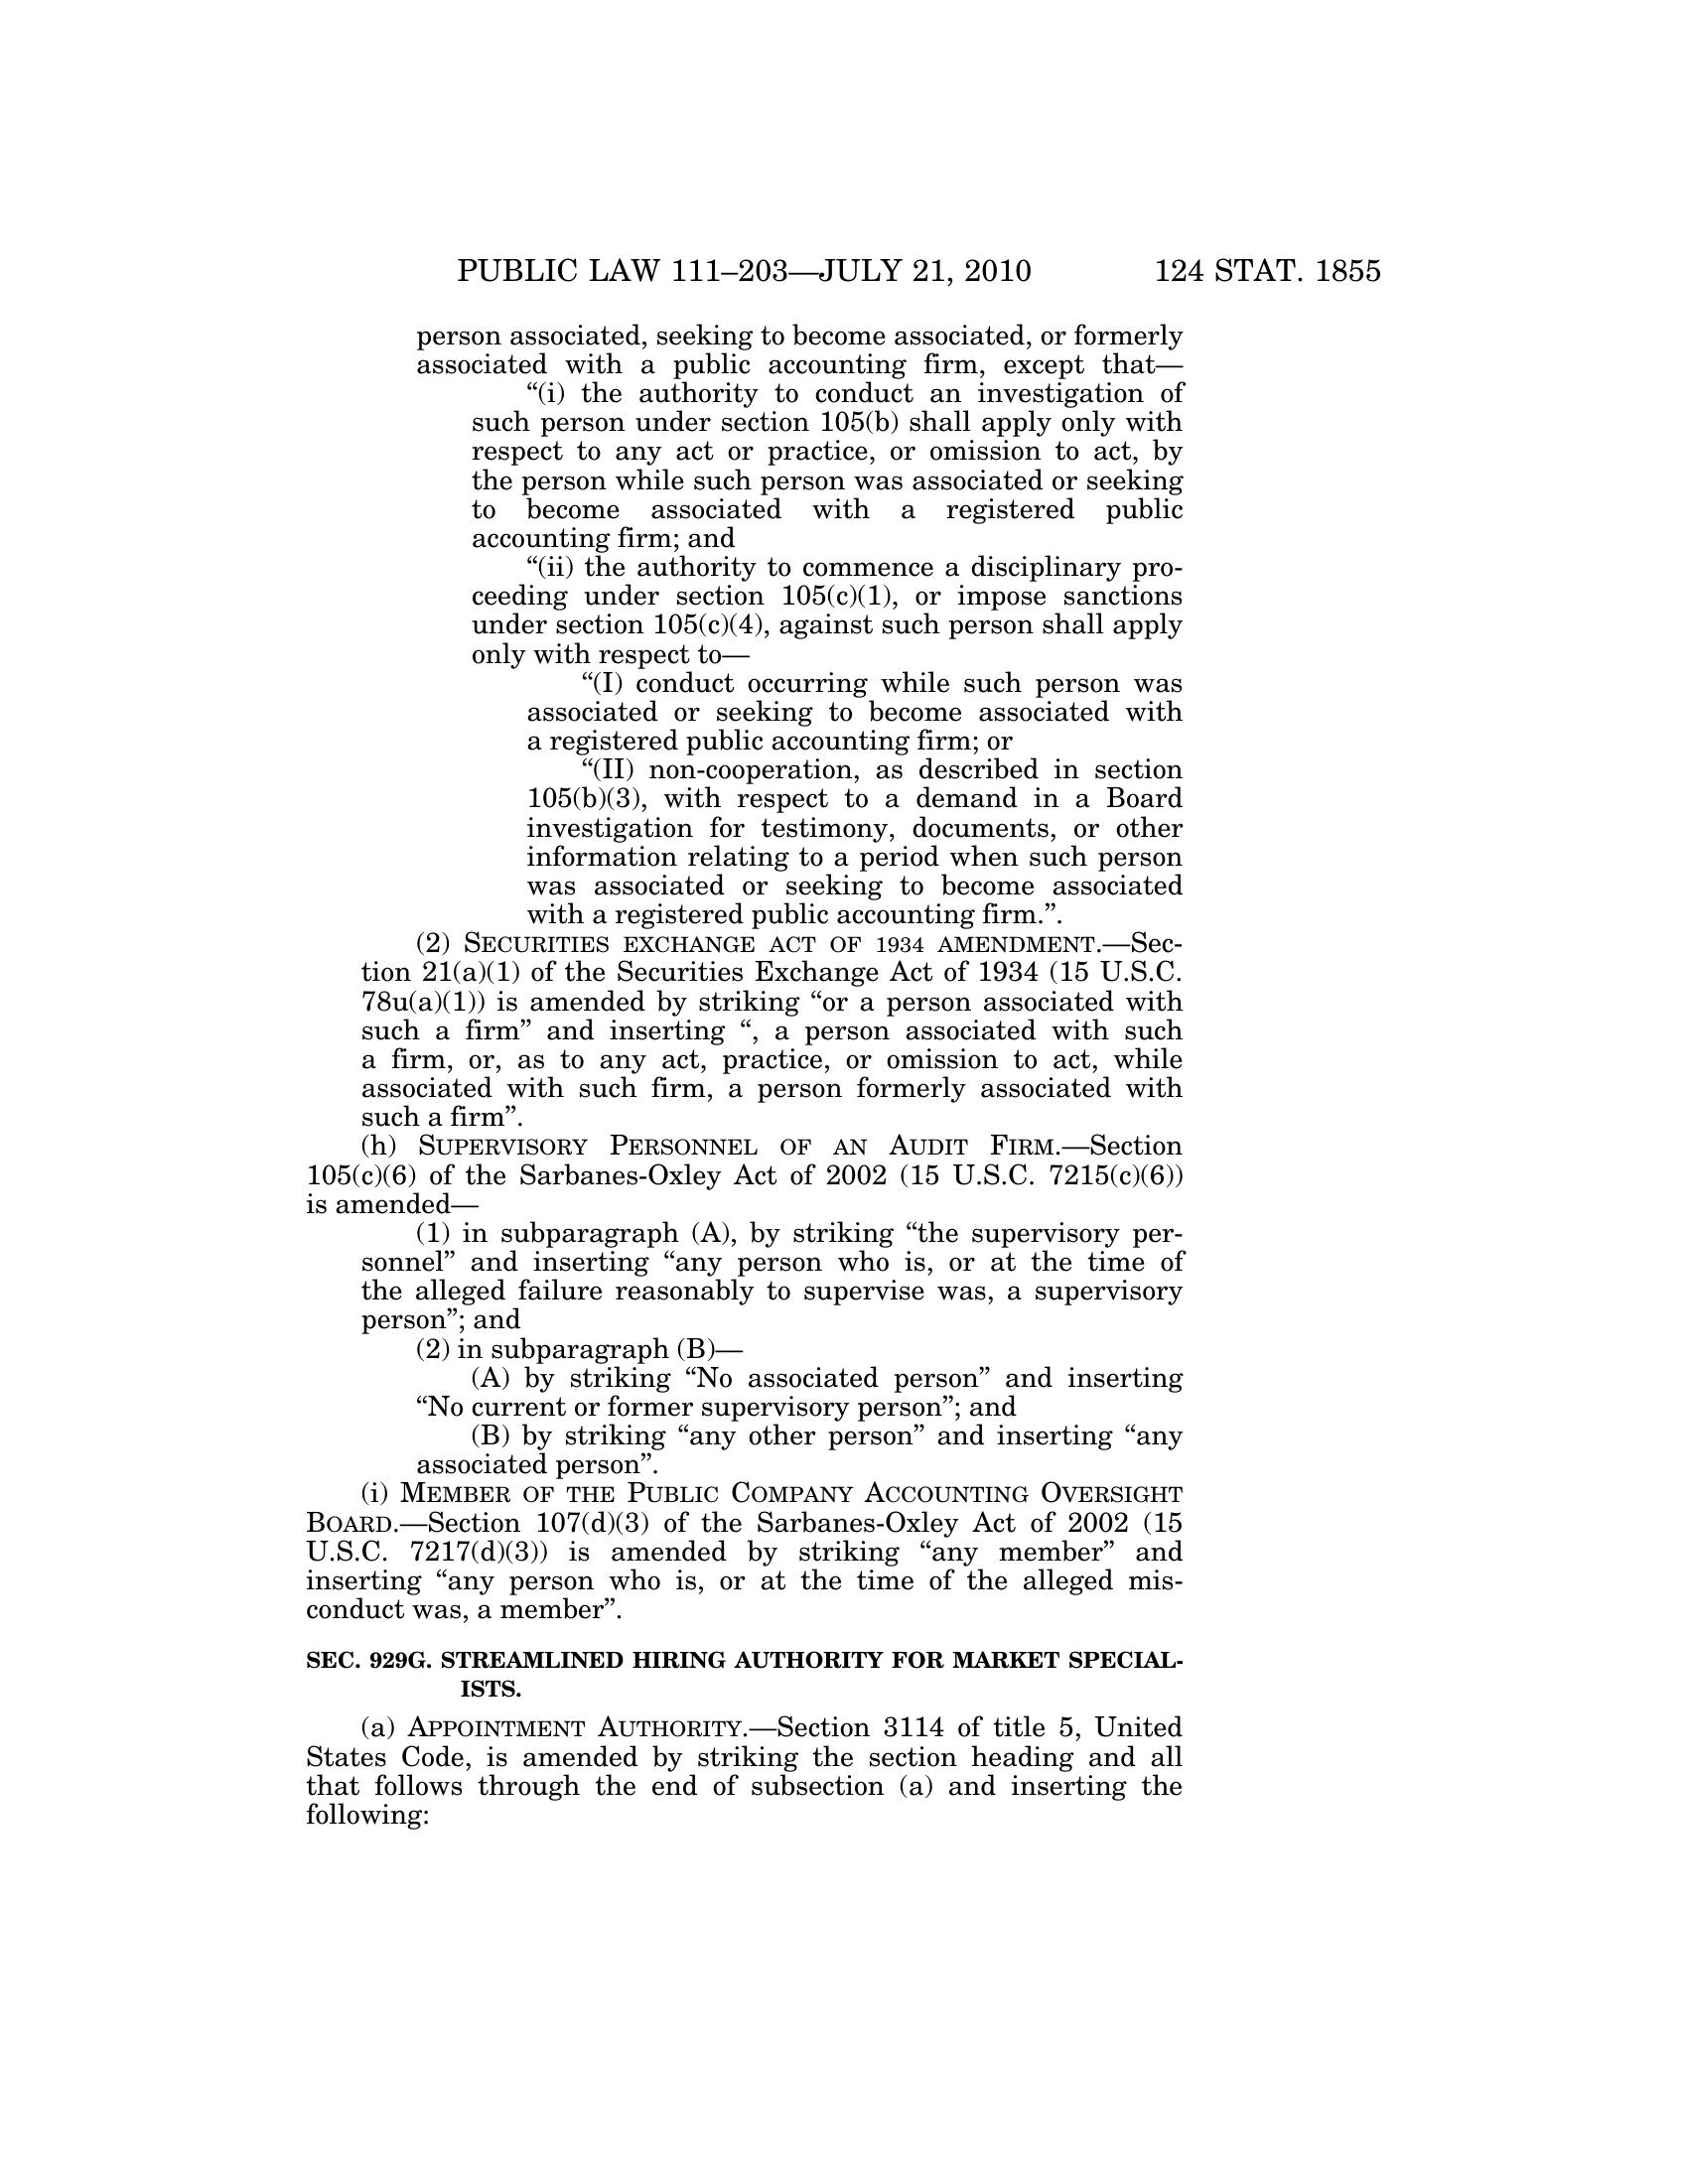 PUBLIC LAW 111–203—JULY 21, 2010 124 STAT. 1855
person associated, seeking to become associated, or formerly
associated with a public accounting firm, except that—
“(i) the authority to conduct an investigation of
such person under section 105(b) shall apply only with
respect to any act or practice, or omission to act, by
the person while such person was associated or seeking
to become associated with a registered public
accounting firm; and
“(ii) the authority to commence a disciplinary pro-
ceeding under section 105(c)(1), or impose sanctions
under section 105(c)(4), against such person shall apply
only with respect to—
“(I) conduct occurring while such person was
associated or seeking to become associated with
a registered public accounting firm; or
“(II) non-cooperation, as described in section
105(b)(3), with respect to a demand in a Board
investigation for testimony, documents, or other
information relating to a period when such person
was associated or seeking to become associated
with a registered public accounting firm.”.
(2) SECURITIES EXCHANGE ACT OF 1934 AMENDMENT.—Sec-
tion 21(a)(1) of the Securities Exchange Act of 1934 (15 U.S.C.
78u(a)(1)) is amended by striking “or a person associated with
such a firm” and inserting “, a person associated with such
a firm, or, as to any act, practice, or omission to act, while
associated with such firm, a person formerly associated with
such a firm”.
(h) SUPERVISORY PERSONNEL OF AN AUDIT FIRM.—Section
105(c)(6) of the Sarbanes-Oxley Act of 2002 (15 U.S.C. 7215(c)(6))
is amended—
(1) in subparagraph (A), by striking “the supervisory per-
sonnel” and inserting “any person who is, or at the time of
the alleged failure reasonably to supervise was, a supervisory
person”; and
(2) in subparagraph (B)—
(A) by striking “No associated person” and inserting
“No current or former supervisory person”; and
(B) by striking “any other person” and inserting “any
associated person”.
(i) MEMBER OF THE PUBLIC COMPANY ACCOUNTING OVERSIGHT
BOARD.—Section 107(d)(3) of the Sarbanes-Oxley Act of 2002 (15
U.S.C. 7217(d)(3)) is amended by striking “any member” and
inserting “any person who is, or at the time of the alleged mis-
conduct was, a member”.
SEC. 929G. STREAMLINED HIRING AUTHORITY FOR MARKET SPECIAL-
ISTS.
(a) APPOINTMENT AUTHORITY.—Section 3114 of title 5, United
States Code, is amended by striking the section heading and all
that follows through the end of subsection (a) and inserting the
following: